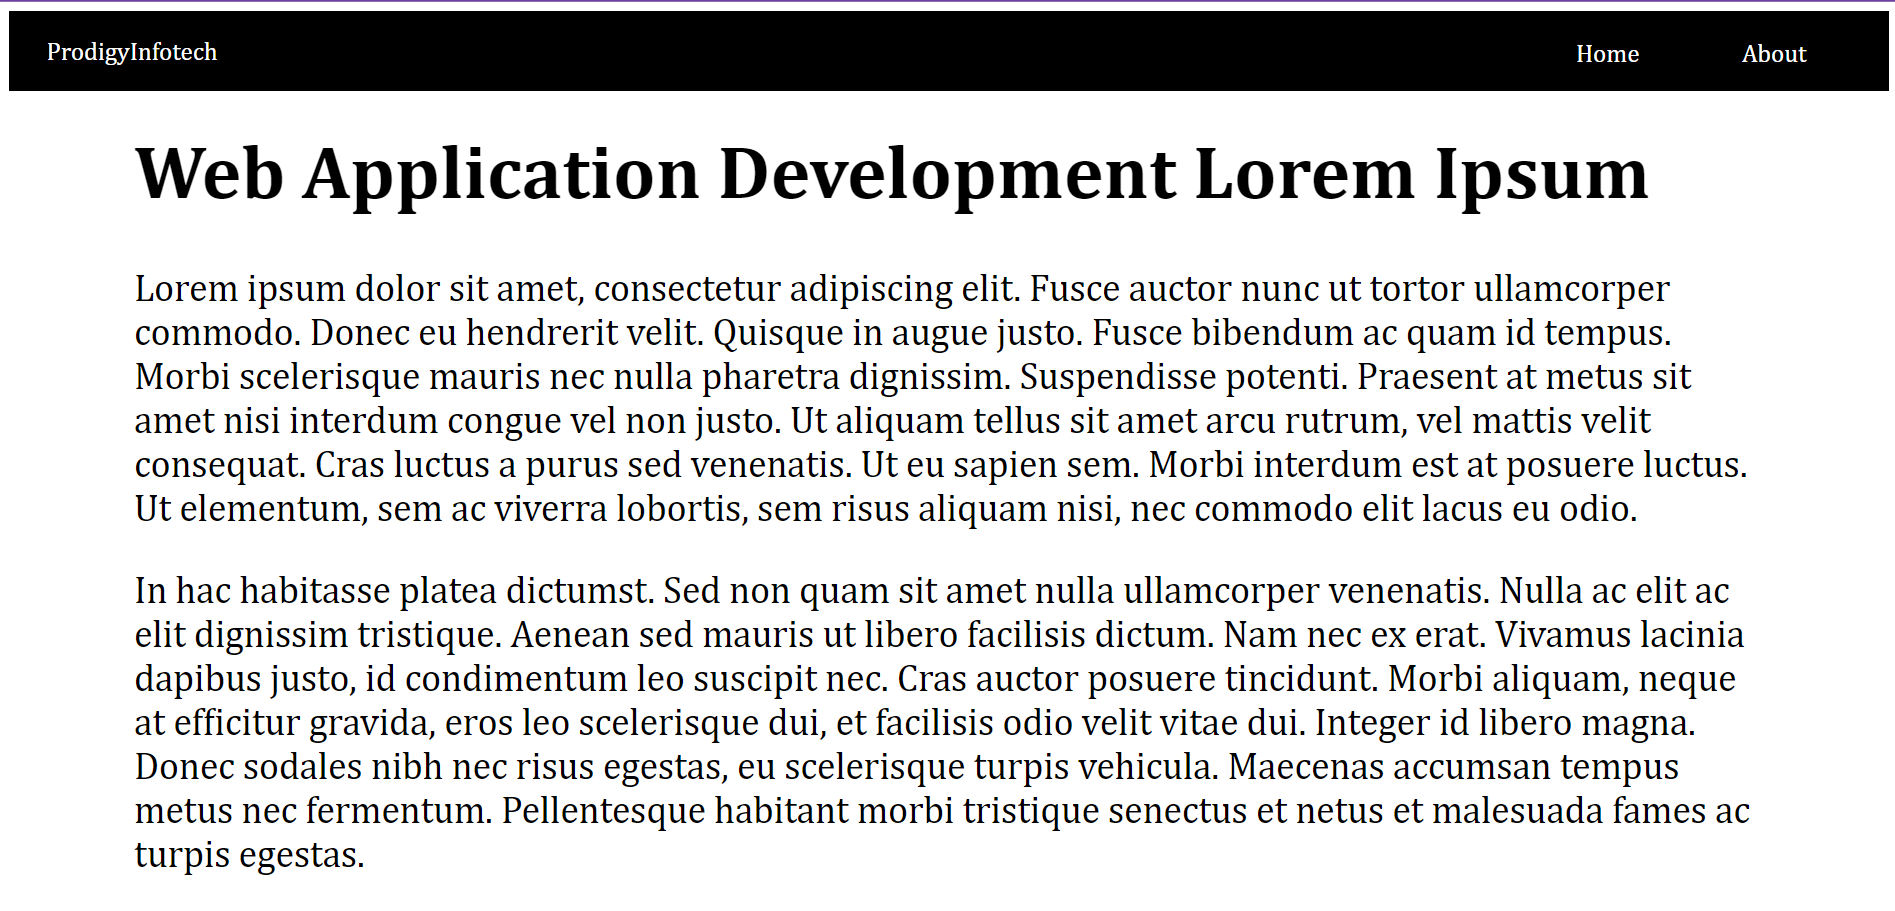 ProdigyInfotech Home About
Web Application Development Lorem Ipsum
Lorem ipsum dolor sit amet, consectetur adipiscing elit. Fusce auctor nunc ut tortor ullamcorper
commodo. Donec eu hendrerit velit. Quisque in augue justo. Fusce bibendum ac quam id tempus.
Morbi scelerisque mauris nec nulla pharetra dignissim. Suspendisse potenti. Praesent at metus sit
amet nisi interdum congue vel non justo. Ut aliquam tellus sit amet arcu rutrum, vel mattis velit
consequat. Cras luctus a purus sed venenatis. Ut eu sapien sem. Morbi interdum est at posuere luctus.
Ut elementum, sem ac viverra lobortis, sem risus aliquam nisi, nec commodo elit lacus eu odio.
In hac habitasse platea dictumst. Sed non quam sit amet nulla ullamcorper venenatis. Nulla ac elit ac
elit dignissim tristique. Aenean sed mauris ut libero facilisis dictum. Nam nec ex erat. Vivamus lacinia
dapibus justo, id condimentum leo suscipit nec. Cras auctor posuere tincidunt. Morbi aliquam, neque
at efficitur gravida, eros leo scelerisque dui, et facilisis odio velit vitae dui. Integer id libero magna.
Donec sodales nibh nec risus egestas, eu scelerisque turpis vehicula. Maecenas accumsan tempus
metus nec fermentum. Pellentesque habitant morbi tristique senectus et netus et malesuada fames ac
turpis egestas.